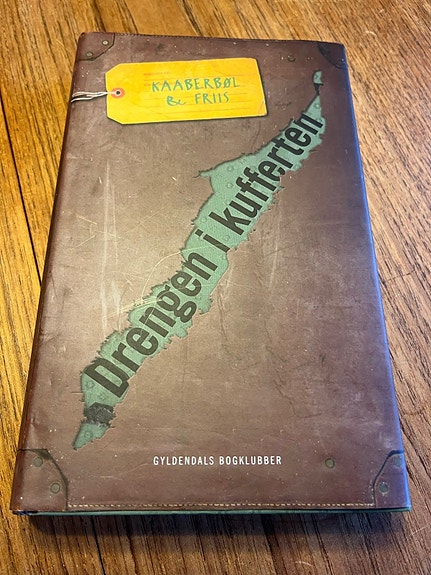 KAABERBØL
& FRIIS
Drengen i kufferten
GYLDENDALS BOGKLUBBER